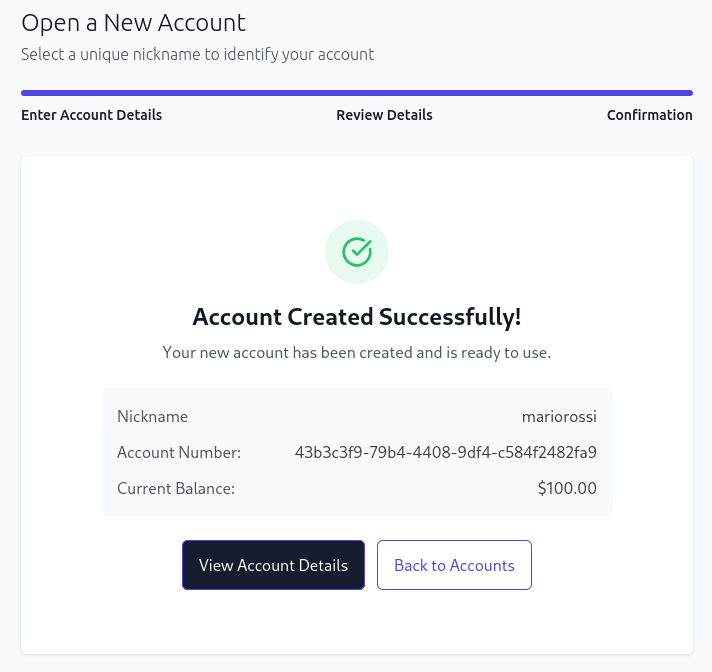 Open a New Account
Select a unique nickname to identify your account
Enter Account Details Review Details Confirmation
Account Created Successfully!
Your new account has been created and is ready to use.
Nickname mariorossi
Account Number: 43b3c3f9-79b4-4408-9df4-c584f2482fa9
Current Balance: $100.00
View Account Details Back to Accounts